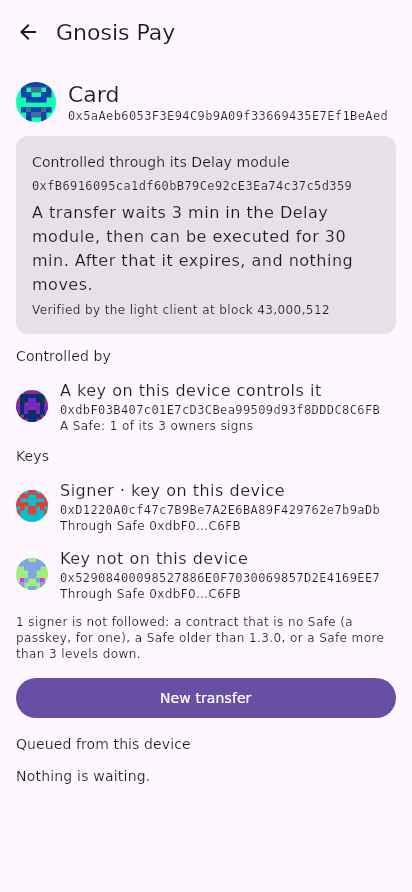 Gnosis Pay
Card
0x5aAeb6053F3E94C9b9A09f33669435E7Ef1BeAed
Controlled through its Delay module
0xfB6916095ca1df60bB79Ce92cE3Ea74c37c5d359
A transfer waits 3 min in the Delay
module, then can be executed for 30
min. After that it expires, and nothing
moves.
Verified by the light client at block 43,000,512
Controlled by
A key on this device controls it
0xdbF03B407c01E7cD3CBea99509d93f8DDDC8C6FB
A Safe: 1 of its 3 owners signs
Keys
Signer · key on this device
0xD1220A0cf47c7B9Be7A2E6BA89F429762e7b9aDb
Through Safe 0xdbF0…C6FB
Key not on this device
0x52908400098527886E0F7030069857D2E4169EE7
Through Safe 0xdbF0…C6FB
1 signer is not followed: a contract that is no Safe (a
passkey, for one), a Safe older than 1.3.0, or a Safe more
than 3 levels down.
New transfer
Queued from this device
Nothing is waiting.